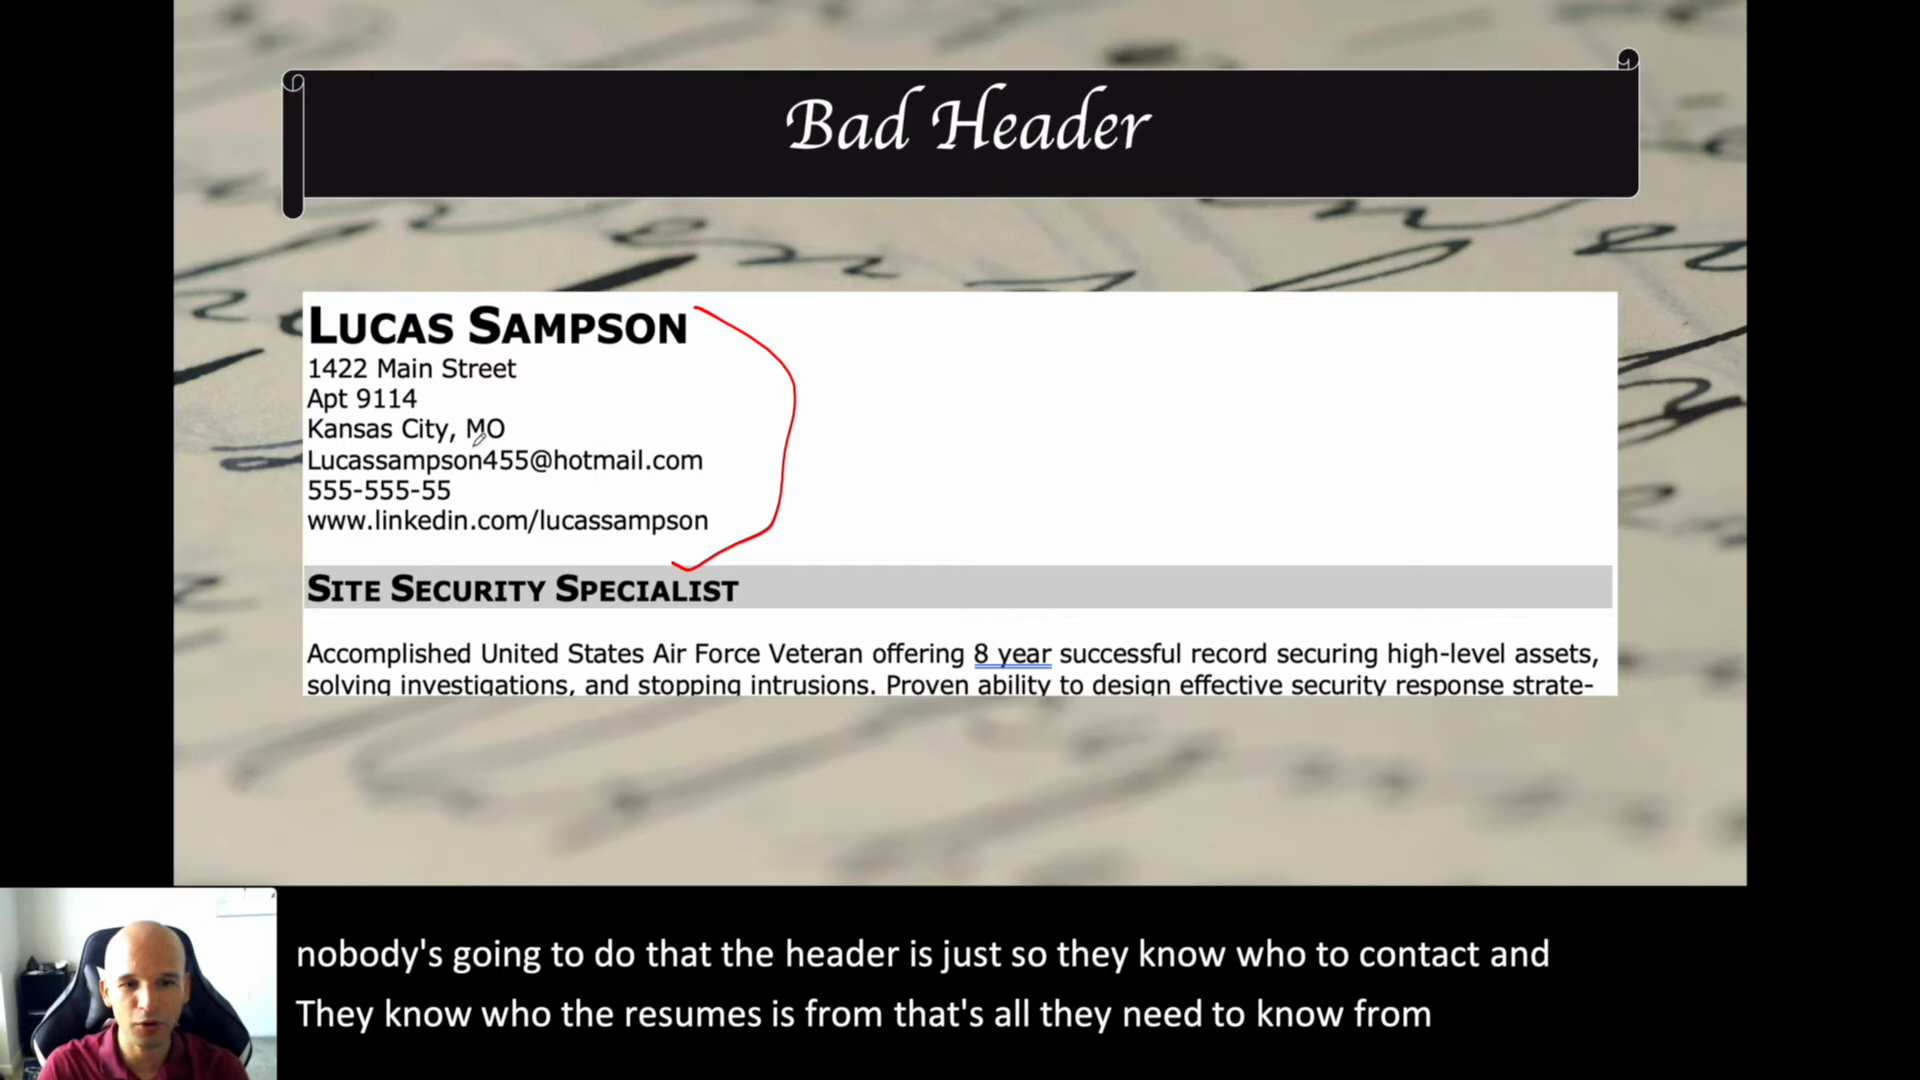 Bad Header
LUCAS SAMPSON
1422 Main Street
Apt 9114
Kansas City, MO
Lucassampson455@hotmail.com
555-555-55
www.linkedin.com/lucassampson
SITE SECURITY SPECIALIST
Accomplished United States Air Force Veteran offering 8 year successful record securing high-level assets,
solving investigations, and stopping intrusions. Proven ability to design effective security response strate-
nobody's going to do that the header is just so they know who to contact and
They know who the resumes is from that's all they need to know from